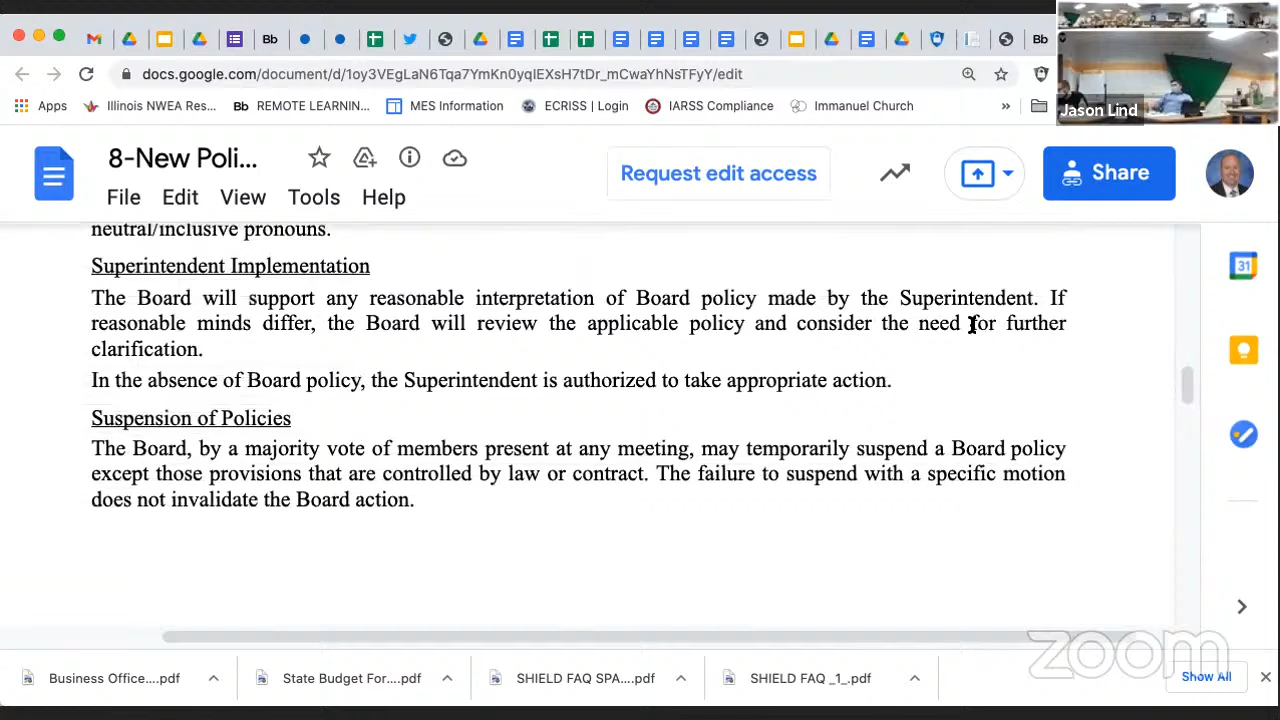 docs.google.com/document/d/1oy3VEgLaN6Tqa7YmKn0yqIEXsH7tDr_mCwaYhNsTFyY/edit
Apps Illinois NWEA Res... Bb REMOTE LEARNIN... MES Information ECRISS | Login IARSS Compliance Immanuel Church »
Jason Lind
8-New Poli...
Request edit access
Share
File Edit View Tools Help
neutral/inclusive pronouns.
Superintendent Implementation
The Board will support any reasonable interpretation of Board policy made by the Superintendent. If
reasonable minds differ, the Board will review the applicable policy and consider the need for further
clarification.
In the absence of Board policy, the Superintendent is authorized to take appropriate action.
Suspension of Policies
The Board, by a majority vote of members present at any meeting, may temporarily suspend a Board policy
except those provisions that are controlled by law or contract. The failure to suspend with a specific motion
does not invalidate the Board action.
31
zoom
Business Office....pdf State Budget For....pdf SHIELD FAQ SPA....pdf SHIELD FAQ _1_.pdf Show All